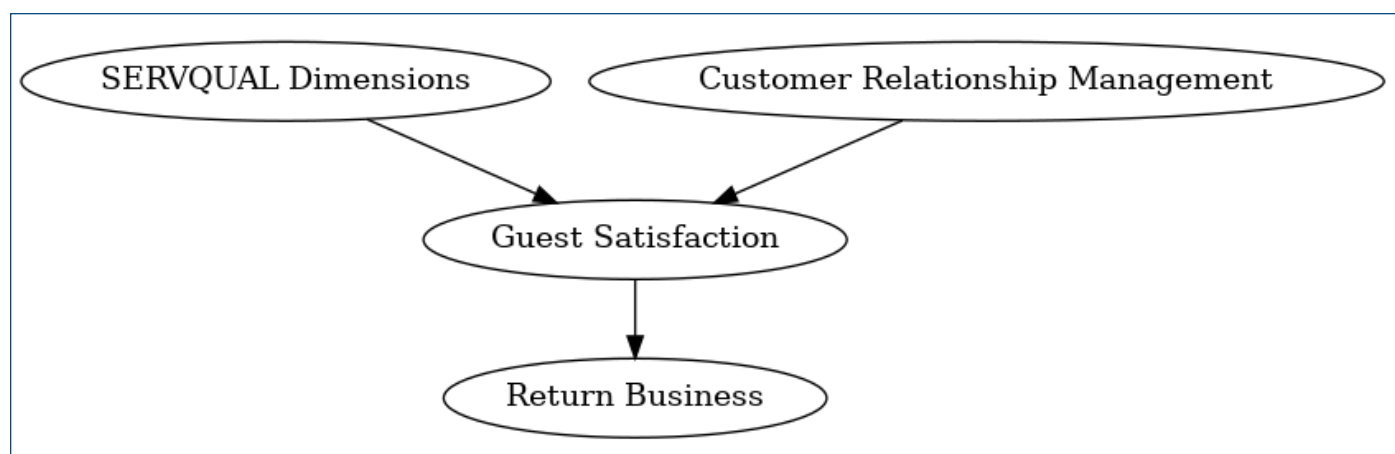 SERVQUAL Dimensions
Customer Relationship Management
Guest Satisfaction
Return Business